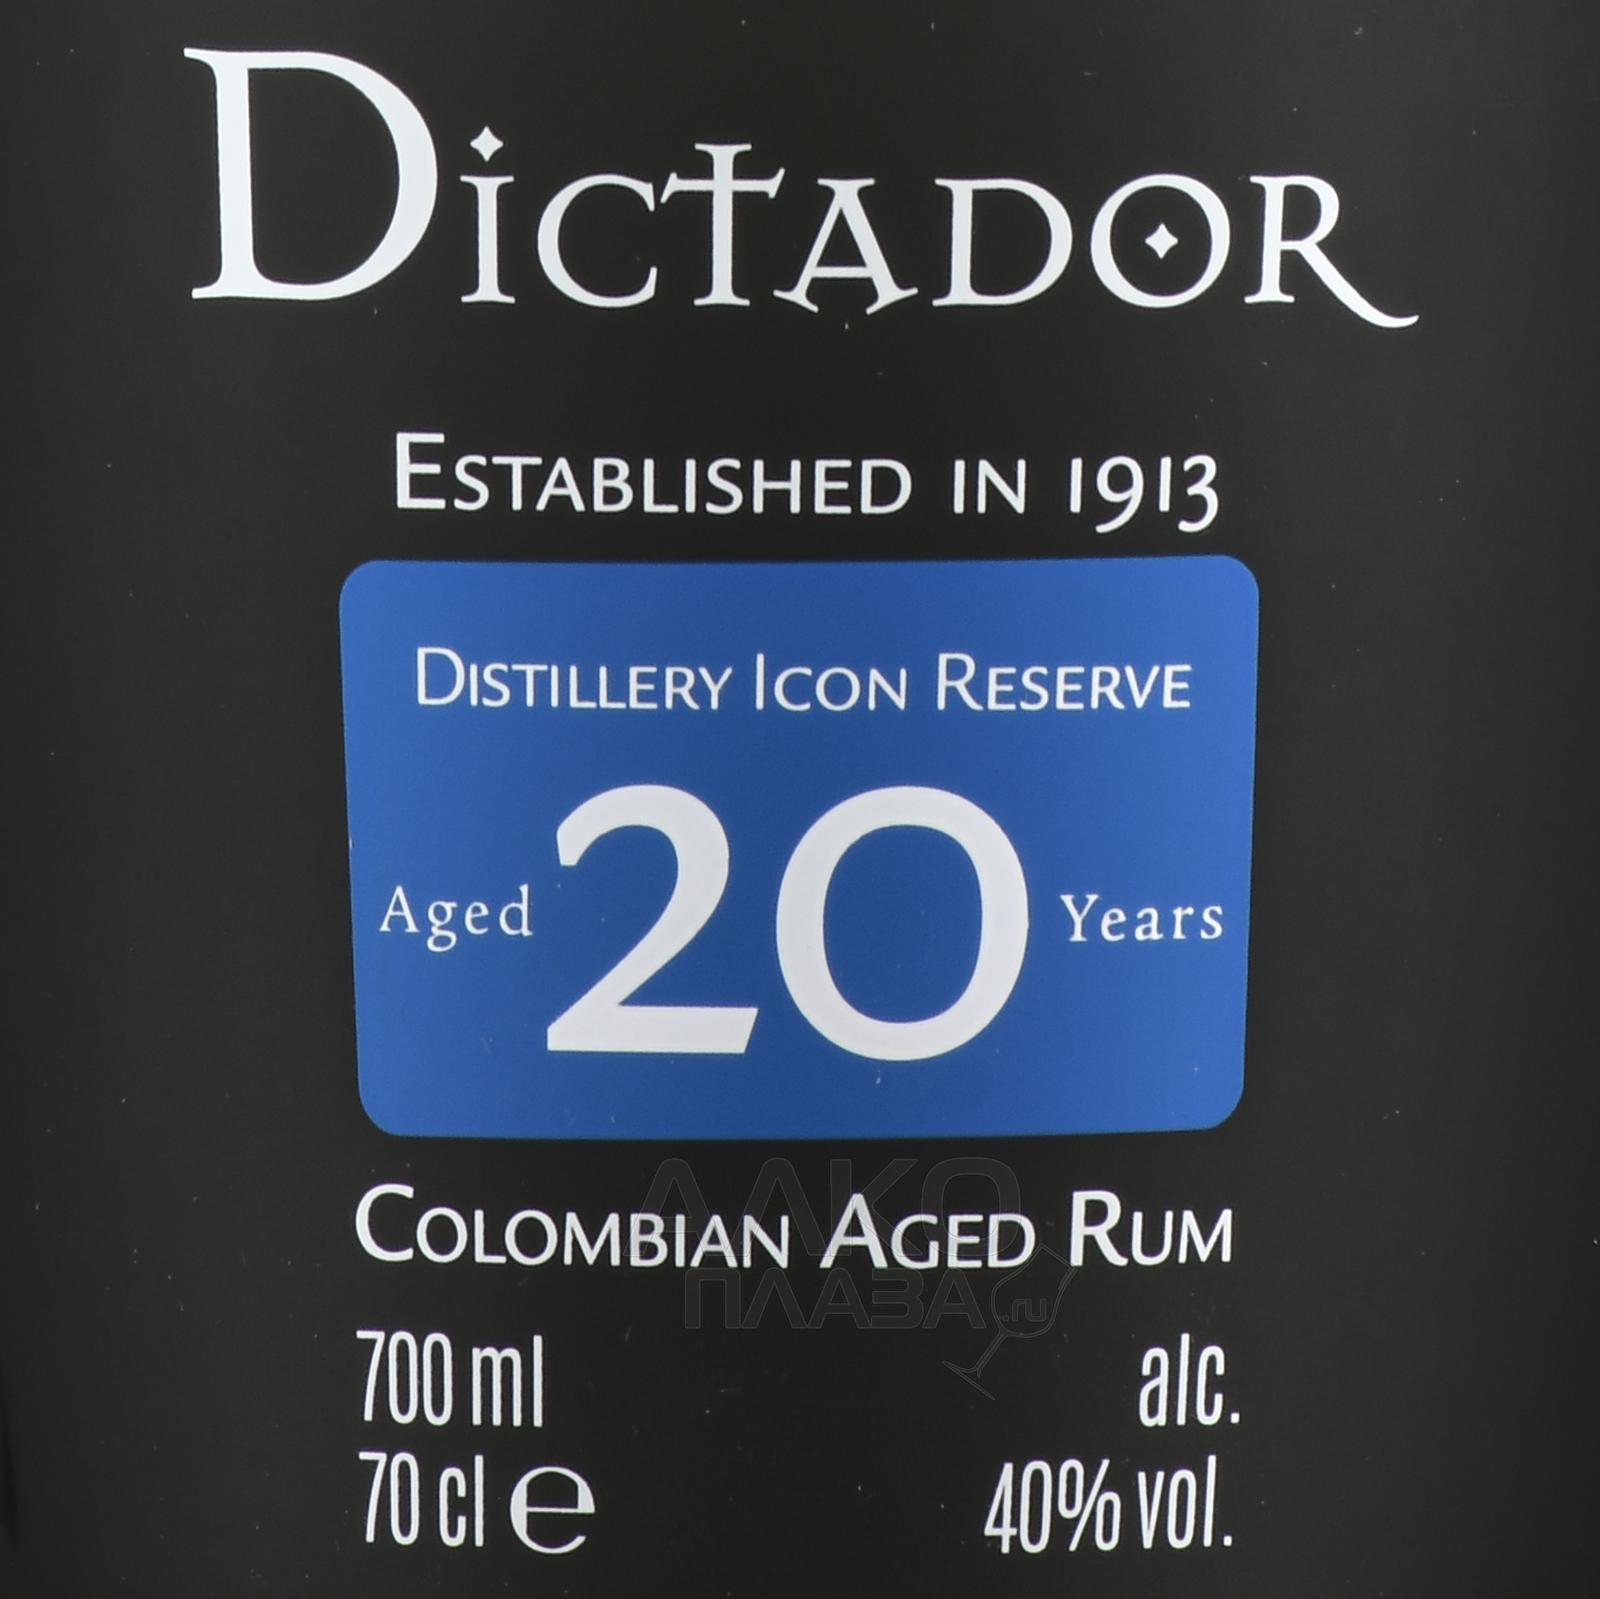 DICTADOR
ESTABLISHED IN 1913
DISTILLERY ICON RESERVE
Aged 20 Years
COLOMBIAN AGED RUM
АЛКО
ПЛАЗА.ru
700 ml alc.
70 cl e 40% vol.